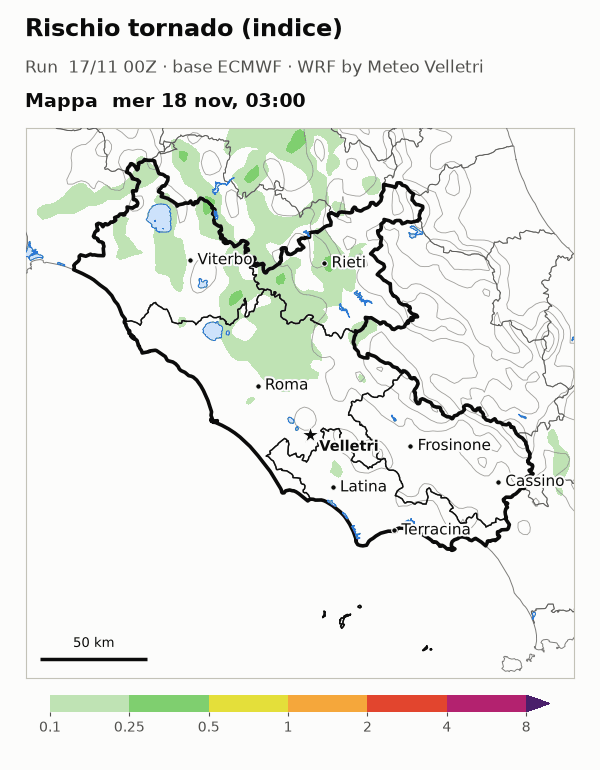 Rischio tornado (indice)
Run  17/11 00Z · base ECMWF · WRF by Meteo Velletri
Mappa  mer 18 nov, 03:00
Viterbo
Rieti
Roma
Velletri
Frosinone
Cassino
Latina
Terracina
50 km
0.1 0.25 0.5 1 2 4 8